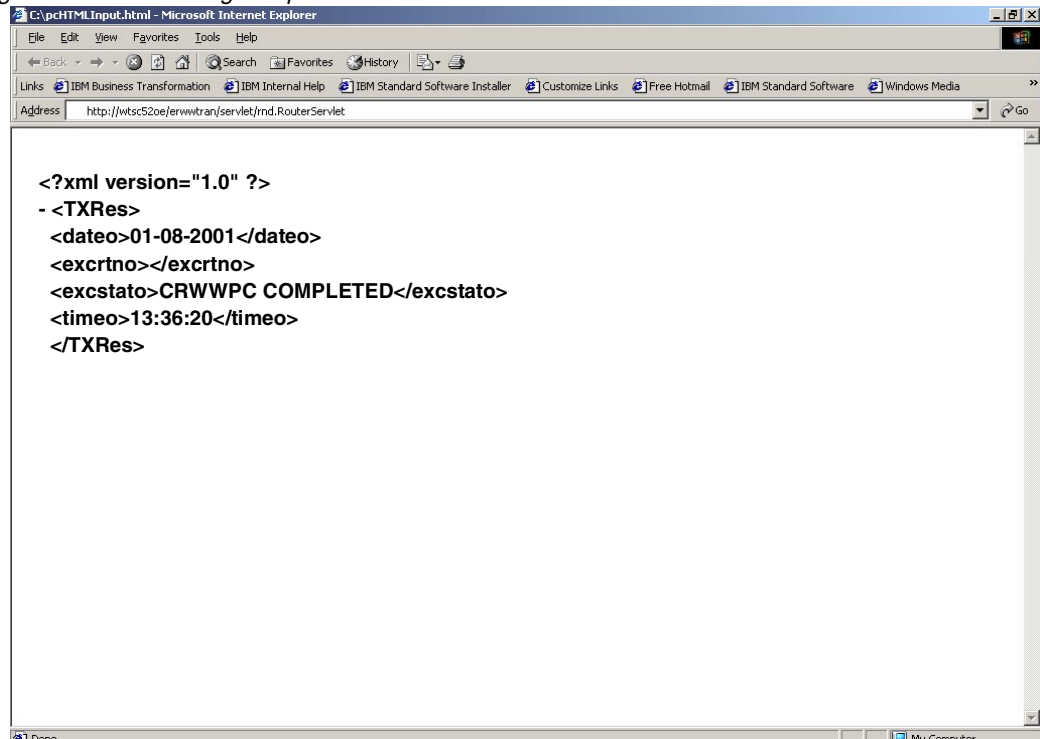 C:\pcHTMLInput.html - Microsoft Internet Explorer
File Edit View Favorites Tools Help
Back Search Favorites History
Links IBM Business Transformation IBM Internal Help IBM Standard Software Installer Customize Links Free Hotmail IBM Standard Software Windows Media »
Address http://wtsc52oe/erwwtran/servlet/rnd.RouterServlet Go
<?xml version="1.0" ?>
- <TXRes>
<dateo>01-08-2001</dateo>
<excrtno></excrtno>
<excstato>CRWWPC COMPLETED</excstato>
<timeo>13:36:20</timeo>
</TXRes>
Done My Computer